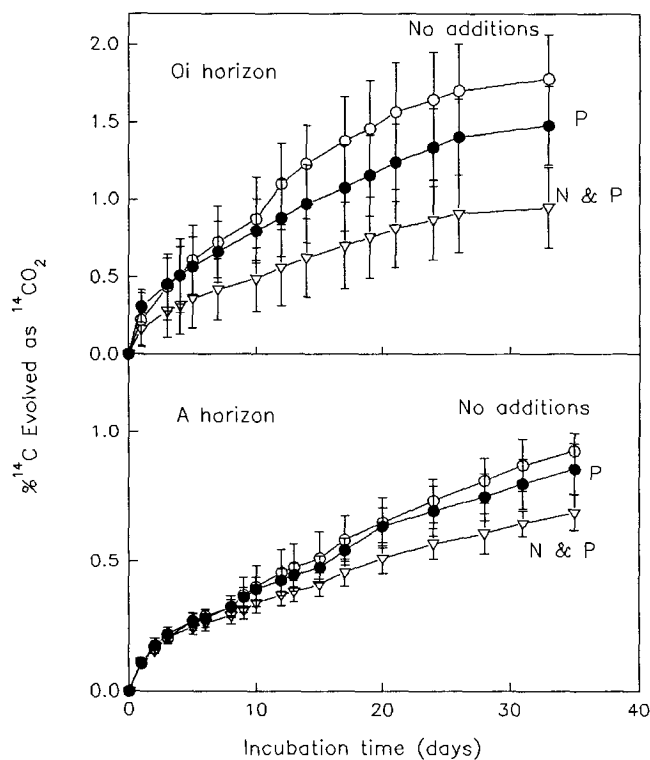 No additions
2.0
Oi horizon
P
1.5
1.0
N & P
0.5
0.0
%¹⁴C Evolved as ¹⁴CO₂
A horizon
No additions
1.0
P
0.5
N & P
0.0
0 10 20 30 40
Incubation time (days)